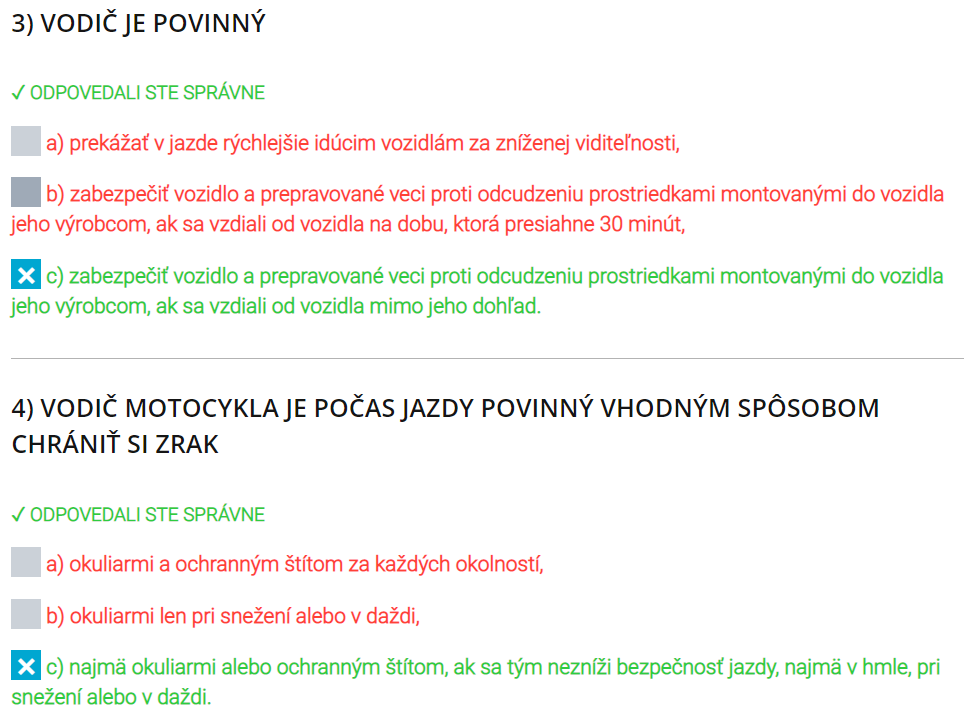 3) VODIČ JE POVINNÝ
✓ ODPOVEDALI STE SPRÁVNE
a) prekážať v jazde rýchlejšie idúcim vozidlám za zníženej viditeľnosti,
b) zabezpečiť vozidlo a prepravované veci proti odcudzeniu prostriedkami montovanými do vozidla
jeho výrobcom, ak sa vzdiali od vozidla na dobu, ktorá presiahne 30 minút,
c) zabezpečiť vozidlo a prepravované veci proti odcudzeniu prostriedkami montovanými do vozidla
jeho výrobcom, ak sa vzdiali od vozidla mimo jeho dohľad.
4) VODIČ MOTOCYKLA JE POČAS JAZDY POVINNÝ VHODNÝM SPÔSOBOM
CHRÁNIŤ SI ZRAK
✓ ODPOVEDALI STE SPRÁVNE
a) okuliarmi a ochranným štítom za každých okolností,
b) okuliarmi len pri snežení alebo v daždi,
c) najmä okuliarmi alebo ochranným štítom, ak sa tým nezníži bezpečnosť jazdy, najmä v hmle, pri
snežení alebo v daždi.